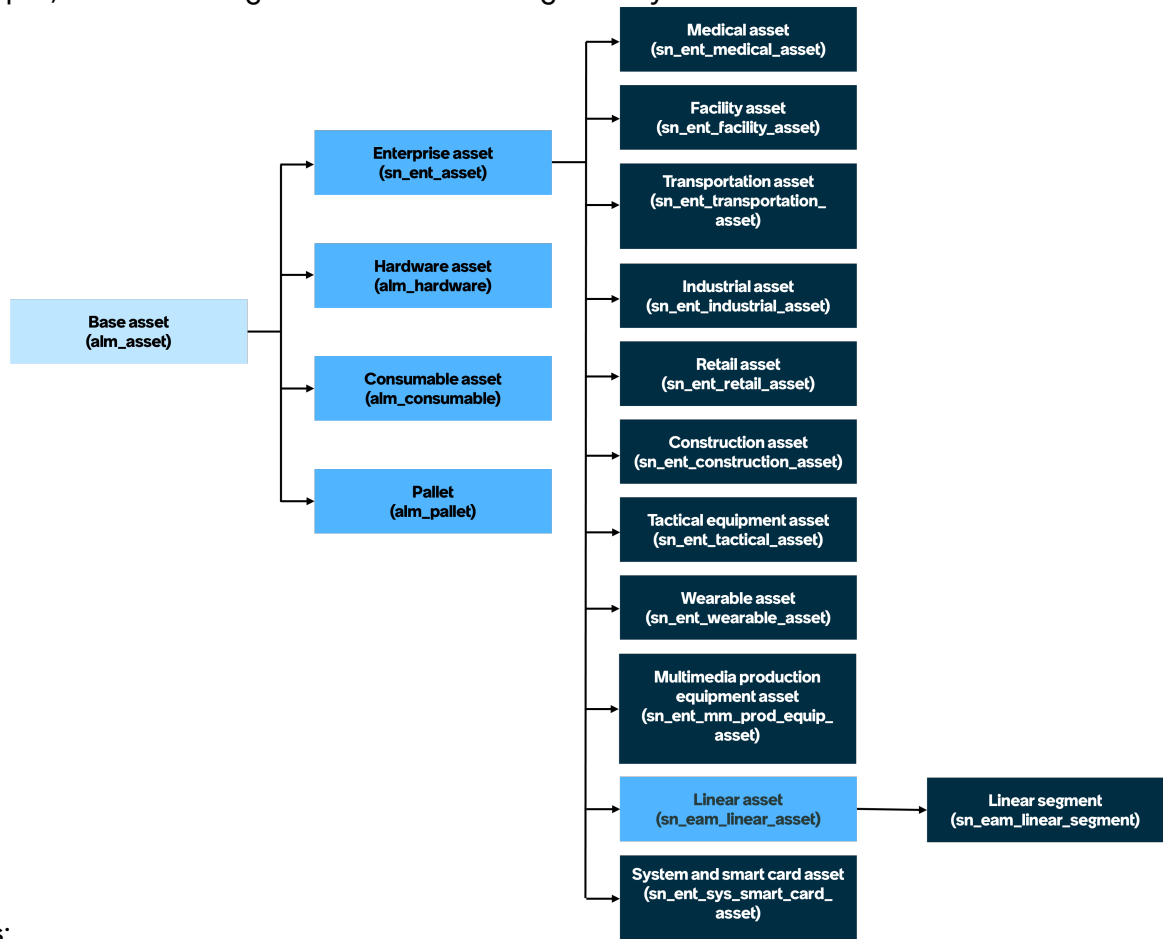 Medical asset
(sn_ent_medical_asset)
Facility asset
(sn_ent_facility_asset)
Enterprise asset
(sn_ent_asset)
Transportation asset
(sn_ent_transportation_
asset)
Hardware asset
(alm_hardware)
Industrial asset
(sn_ent_industrial_asset)
Base asset
(alm_asset)
Retail asset
(sn_ent_retail_asset)
Consumable asset
(alm_consumable)
Construction asset
(sn_ent_construction_asset)
Pallet
(alm_pallet)
Tactical equipment asset
(sn_ent_tactical_asset)
Wearable asset
(sn_ent_wearable_asset)
Multimedia production
equipment asset
(sn_ent_mm_prod_equip_
asset)
Linear asset
(sn_eam_linear_asset)
Linear segment
(sn_eam_linear_segment)
System and smart card asset
(sn_ent_sys_smart_card_
asset)